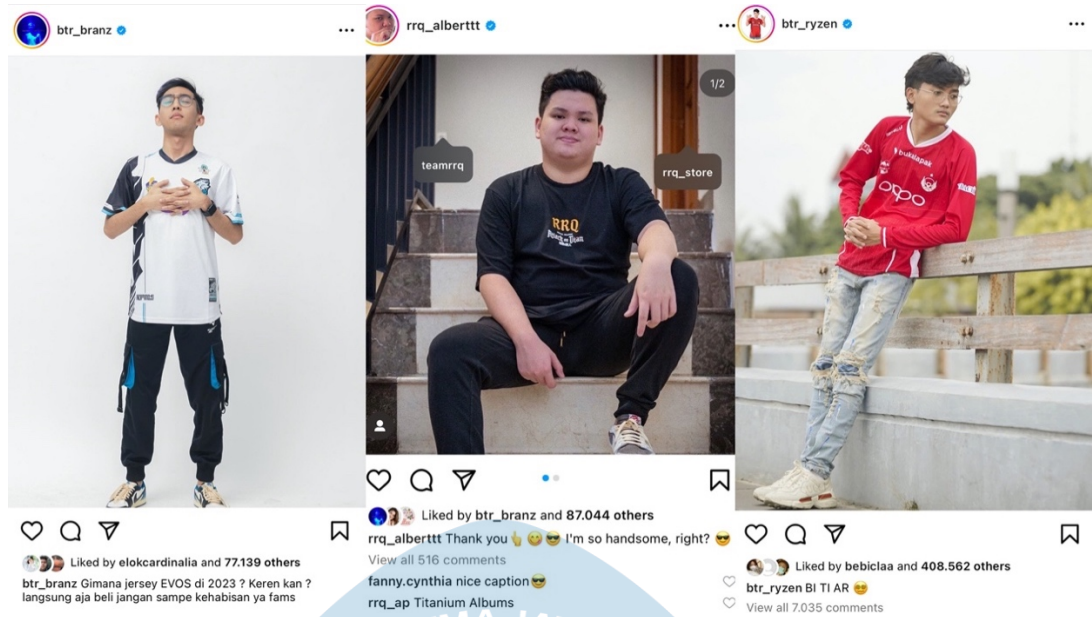 btr_branz
Liked by elokcardinalia and 77.139 others
btr_branz Gimana jersey EVOS di 2023 ? Keren kan ?
langsung aja beli jangan sampe kehabisan ya fams
rrq_alberttt
1/2
teamrrq
rrq_store
RRQ
Liked by btr_branz and 87.044 others
rrq_alberttt Thank you 👆😋😎 I'm so handsome, right? 😎
View all 516 comments
fanny.cynthia nice caption😎
rrq_ap Titanium Albums
btr_ryzen
bukalapak
oppo
Liked by bebiclaa and 408.562 others
btr_ryzen BI TI AR 😆
View all 7.035 comments